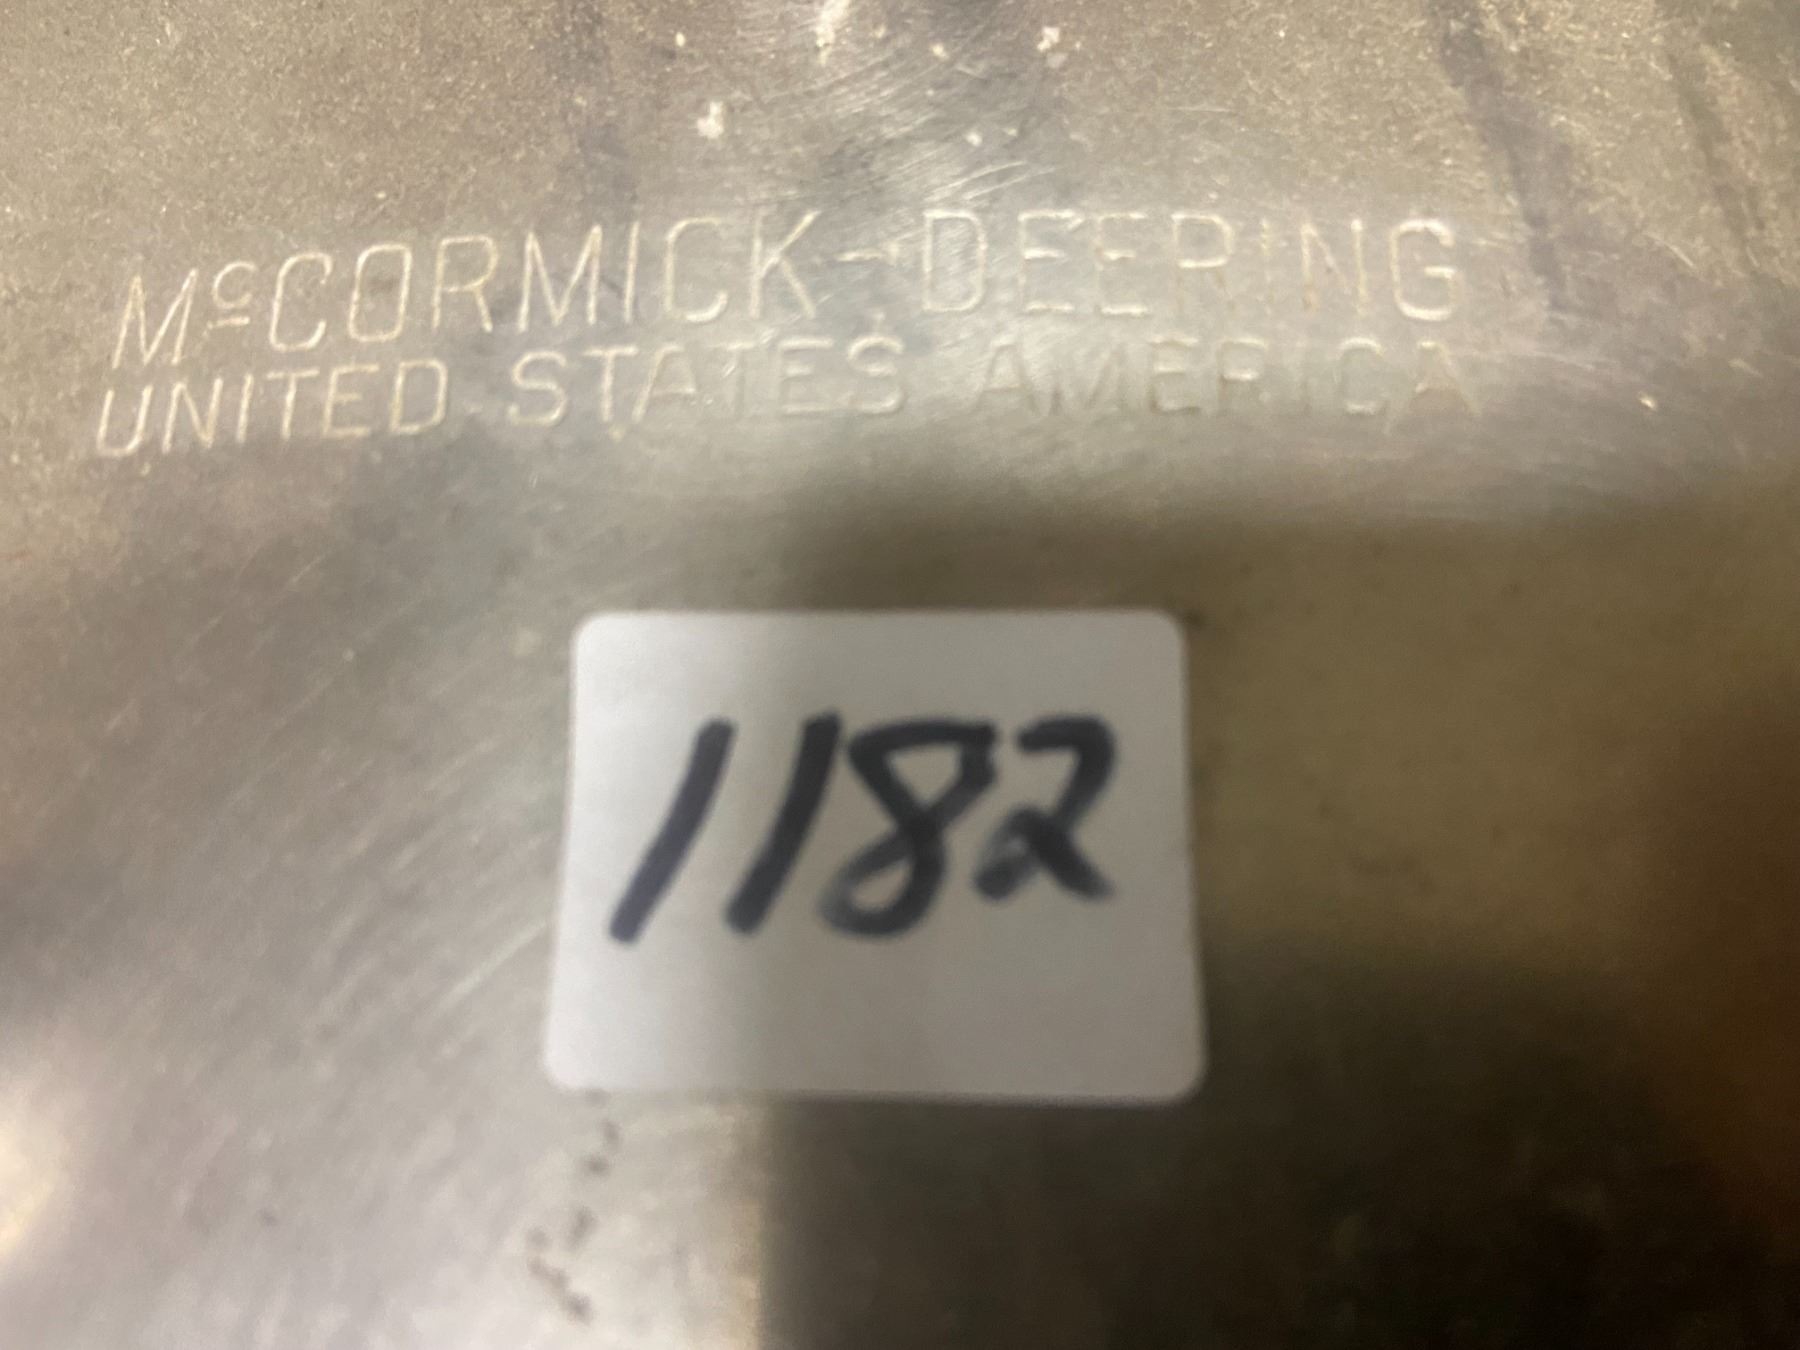 McCORMICK-DEERING
UNITED STATES AMERICA
1182